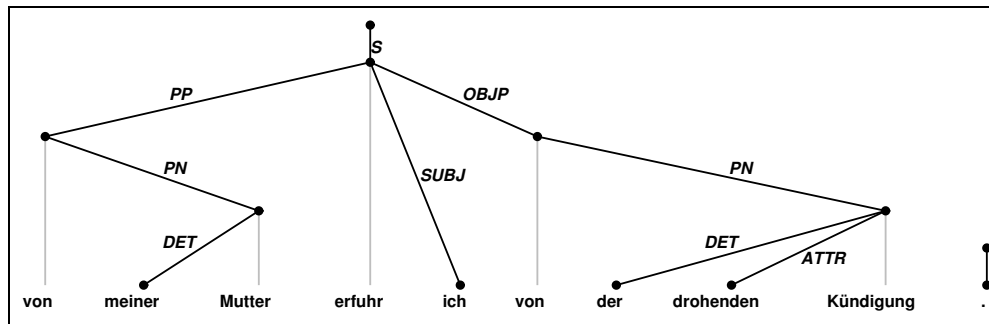 S
PP OBJP
PN SUBJ PN
DET DET ATTR
von meiner Mutter erfuhr ich von der drohenden Kündigung .